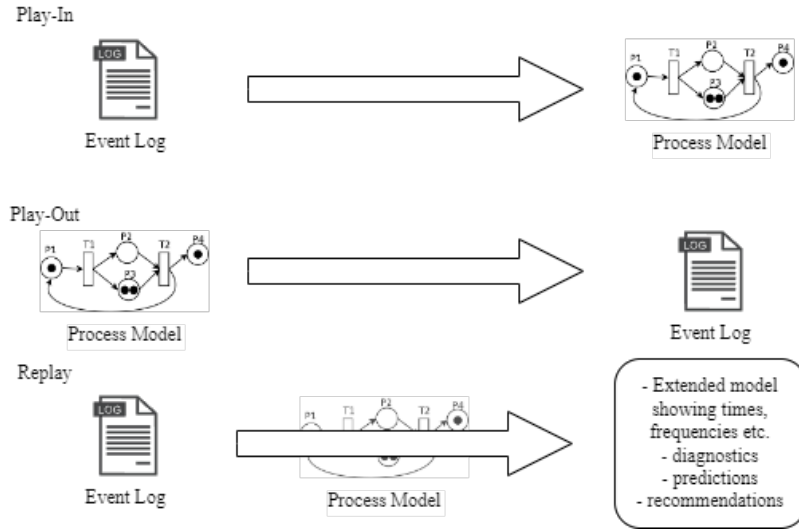 Play-In
LOG
Event Log
P1 T1 P2 P3 T2 P4
Process Model
Play-Out
P1 T1 P2 P3 T2 P4
Process Model
LOG
Event Log
Replay
LOG
Event Log
P1 T1 P2 T2 P4
Process Model
- Extended model
showing times,
frequencies etc.
- diagnostics
- predictions
- recommendations